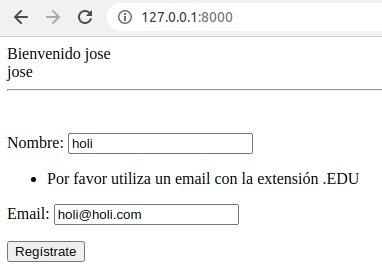 127.0.0.1:8000
Bienvenido jose
jose
Nombre: holi
Por favor utiliza un email con la extensión .EDU
Email: holi@holi.com
Regístrate